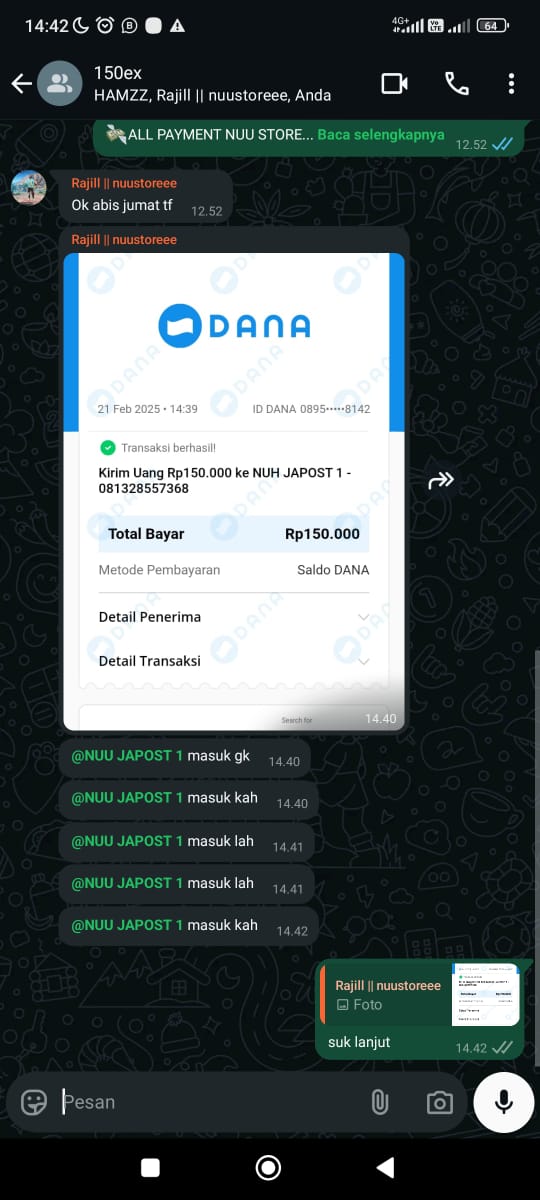 14:42
4G+
Vo LTE
64
150ex
HAMZZ, Rajill || nuustoreee, Anda
💸ALL PAYMENT NUU STORE... Baca selengkapnya
12.52
Rajill || nuustoreee
Ok abis jumat tf
12.52
Rajill || nuustoreee
DANA
21 Feb 2025 • 14:39
ID DANA 0895•••••8142
Transaksi berhasil!
Kirim Uang Rp150.000 ke NUH JAPOST 1 -
081328557368
Total Bayar
Rp150.000
Metode Pembayaran
Saldo DANA
Detail Penerima
Detail Transaksi
Search for
14.40
@NUU JAPOST 1 masuk gk
14.40
@NUU JAPOST 1 masuk kah
14.40
@NUU JAPOST 1 masuk lah
14.41
@NUU JAPOST 1 masuk lah
14.41
@NUU JAPOST 1 masuk kah
14.42
Rajill || nuustoreee
Foto
suk lanjut
14.42
Pesan